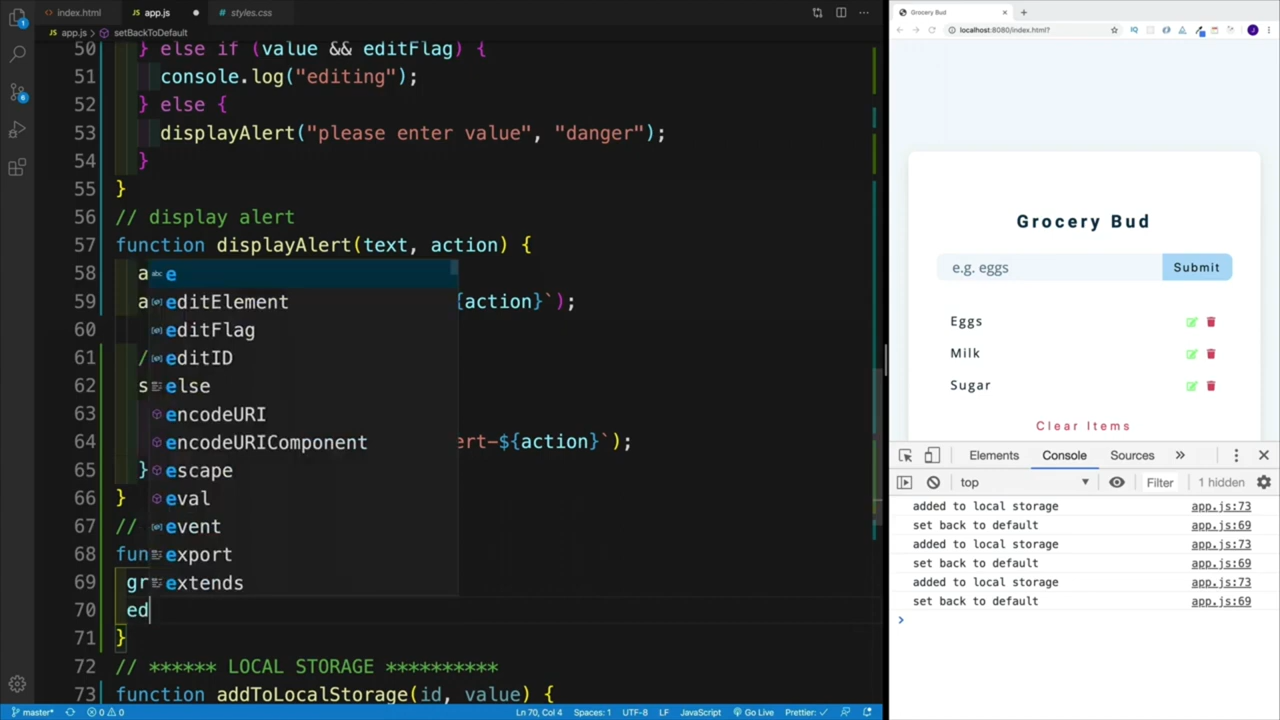 index.html
JS app.js
# styles.css
Grocery Bud
JS app.js > setBackToDefault
localhost:8080/index.html?
50 } else if (value && editFlag) {
51 console.log("editing");
52 } else {
53 displayAlert("please enter value", "danger");
54 }
55 }
56 // display alert
57 function displayAlert(text, action) {
58 a
59 a {action}`);
60
61 /
62 s
63
64 ert-${action}`);
65 }
66 }
67 //
68 fun
69 gr
70 ed
71 }
72 // ****** LOCAL STORAGE **********
73 function addToLocalStorage(id, value) {
abc e
editElement
editFlag
editID
else
encodeURI
encodeURIComponent
escape
eval
event
export
extends
Grocery Bud
e.g. eggs
Submit
Eggs
Milk
Sugar
Clear Items
Elements Console Sources »
top Filter 1 hidden
added to local storage app.js:73
set back to default app.js:69
added to local storage app.js:73
set back to default app.js:69
added to local storage app.js:73
set back to default app.js:69
>
master* 0 0 Ln 70, Col 4 Spaces: 1 UTF-8 LF JavaScript Go Live Prettier: ✓